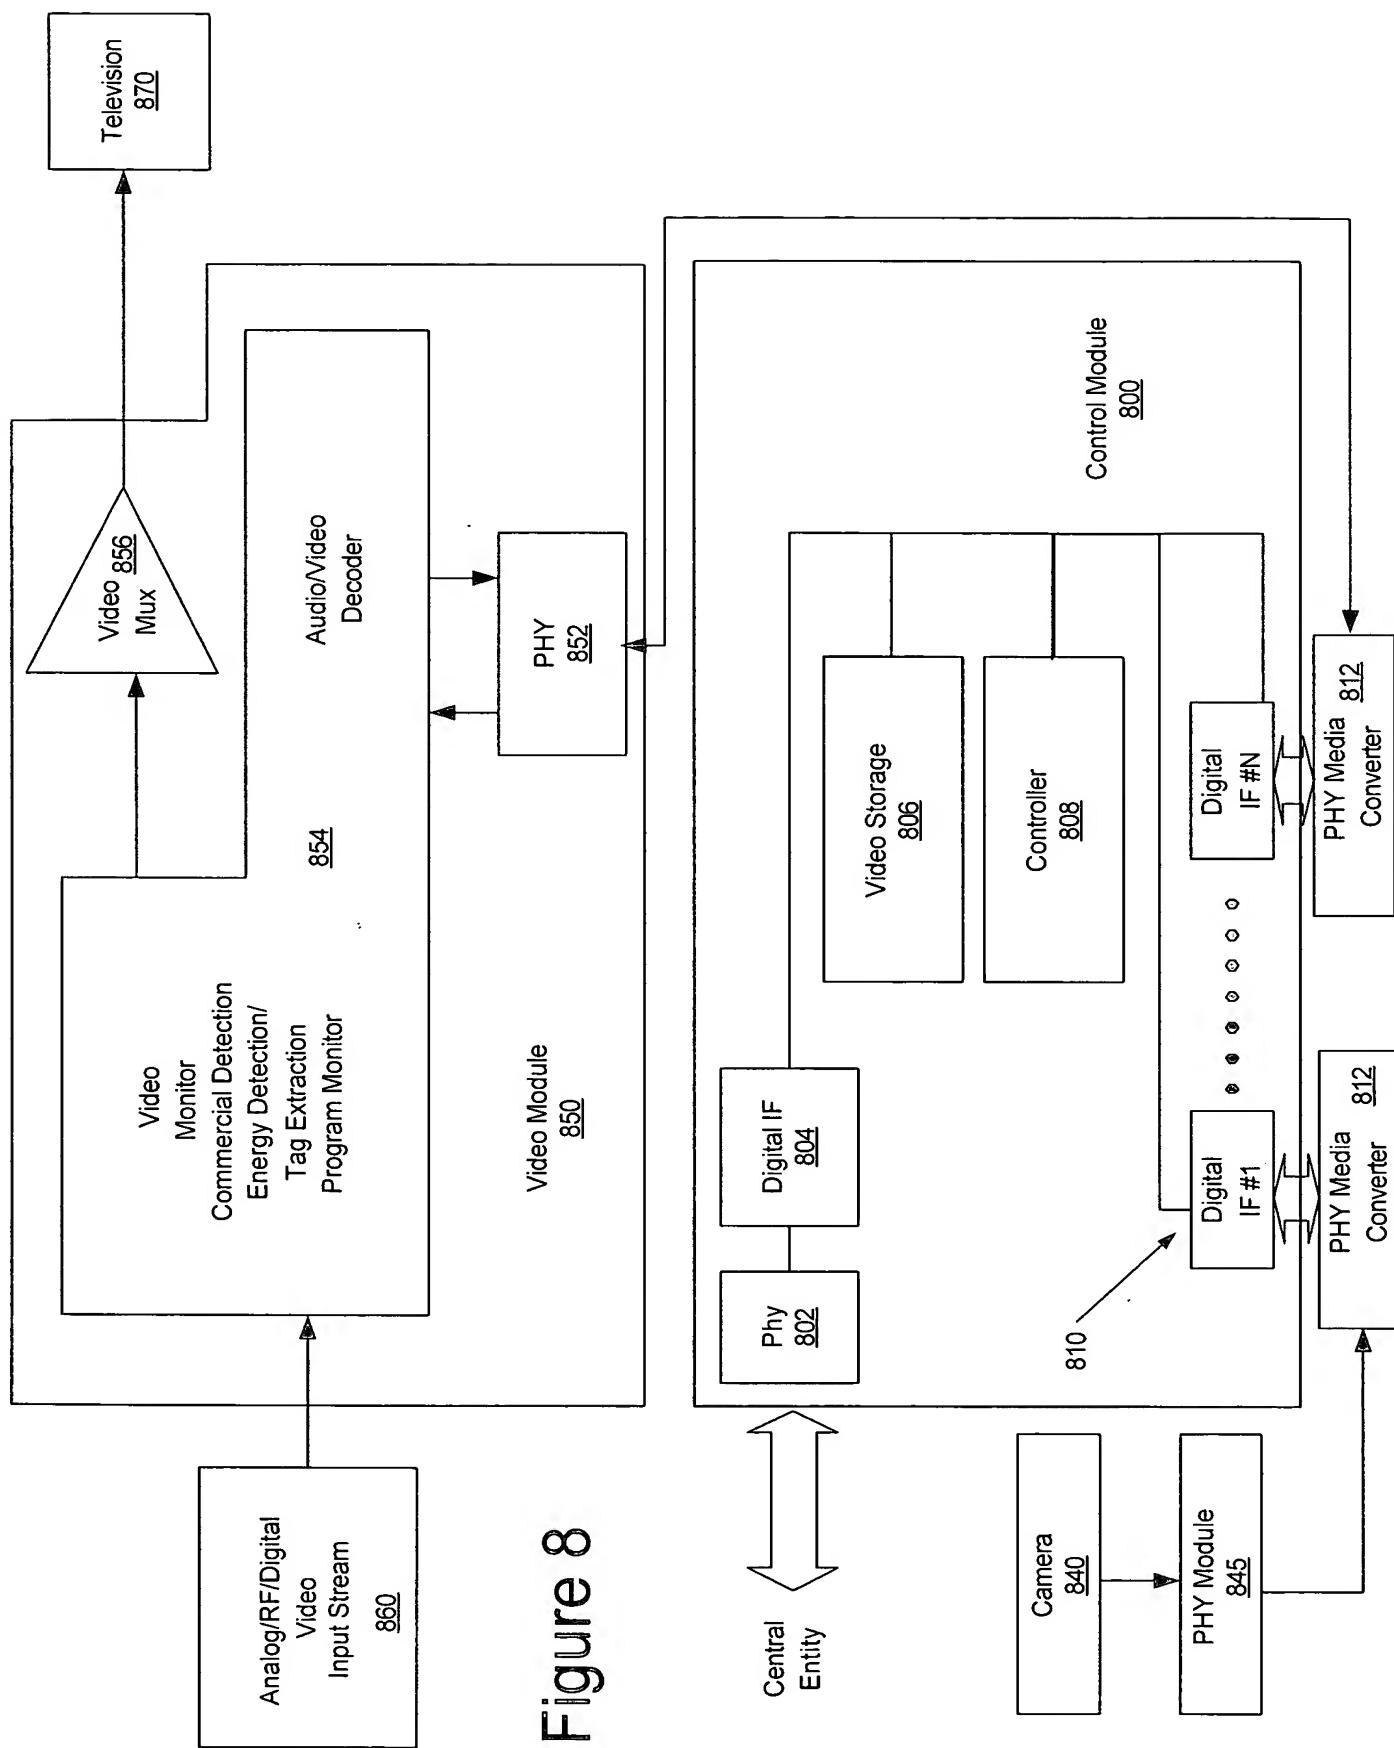 Television
870
Video
856
Mux
Video
Monitor
Commercial Detection
Energy Detection/
Tag Extraction
Program Monitor
854
Audio/Video
Decoder
PHY
852
Video Module
850
Analog/RF/Digital
Video
Input Stream
860
Figure 8
Central
Entity
Phy
802
Digital IF
804
Video Storage
806
Controller
808
Control Module
800
810
Digital
IF #1
Digital
IF #N
PHY Media
Converter
812
PHY Media
Converter
812
Camera
840
PHY Module
845